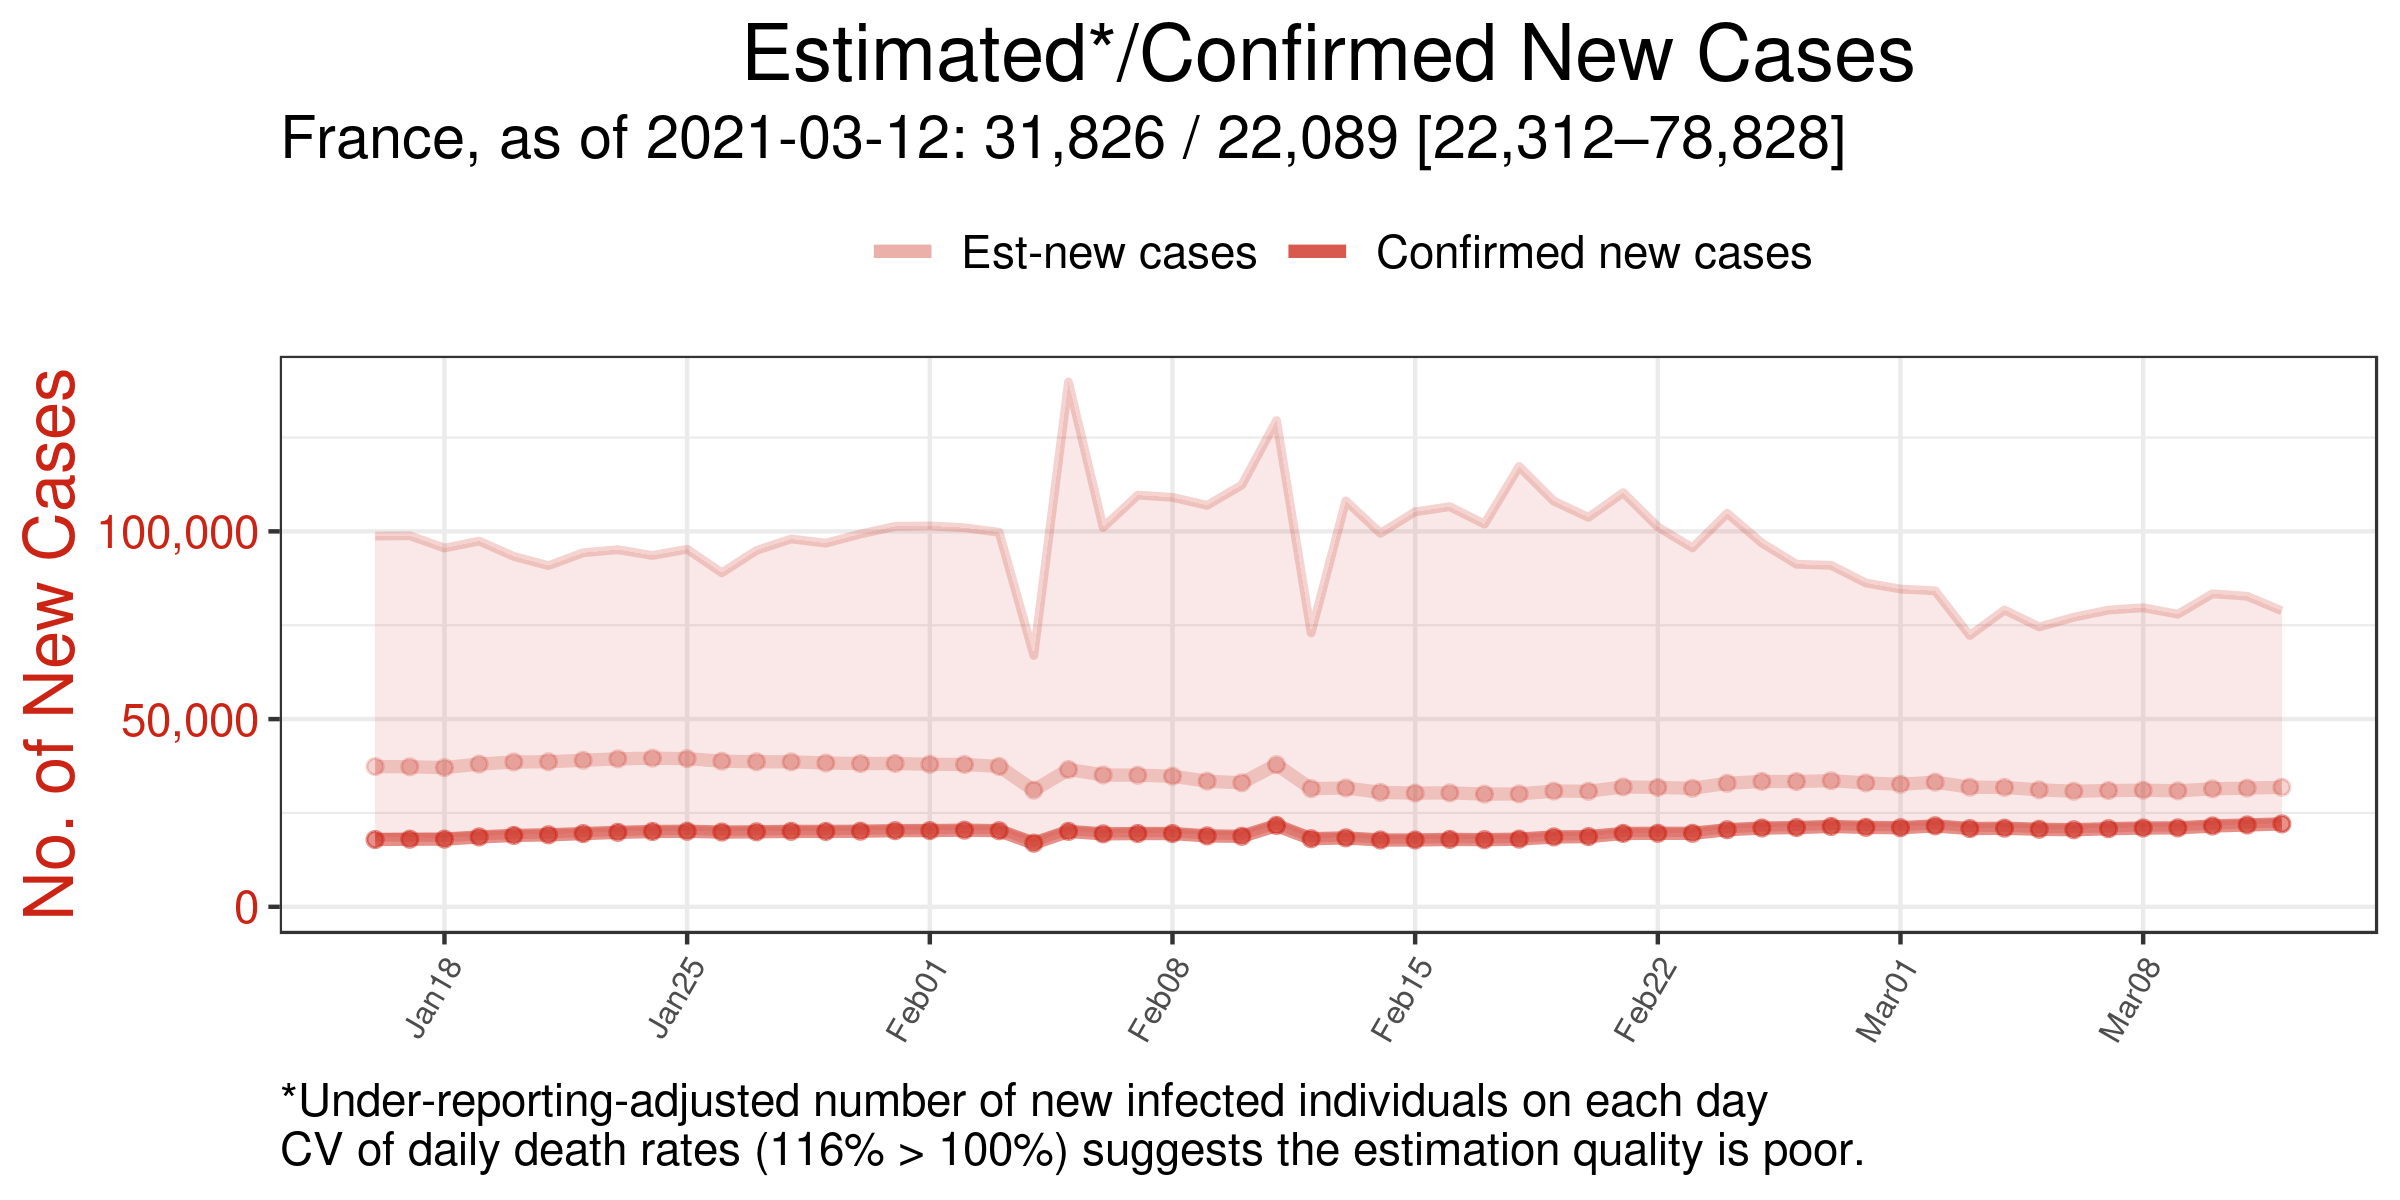 Estimated*/Confirmed New Cases
France, as of 2021-03-12: 31,826 / 22,089 [22,312–78,828]
Est-new cases
Confirmed new cases
No. of New Cases
100,000
50,000
0
Jan18
Jan25
Feb01
Feb08
Feb15
Feb22
Mar01
Mar08
*Under-reporting-adjusted number of new infected individuals on each day
CV of daily death rates (116% > 100%) suggests the estimation quality is poor.